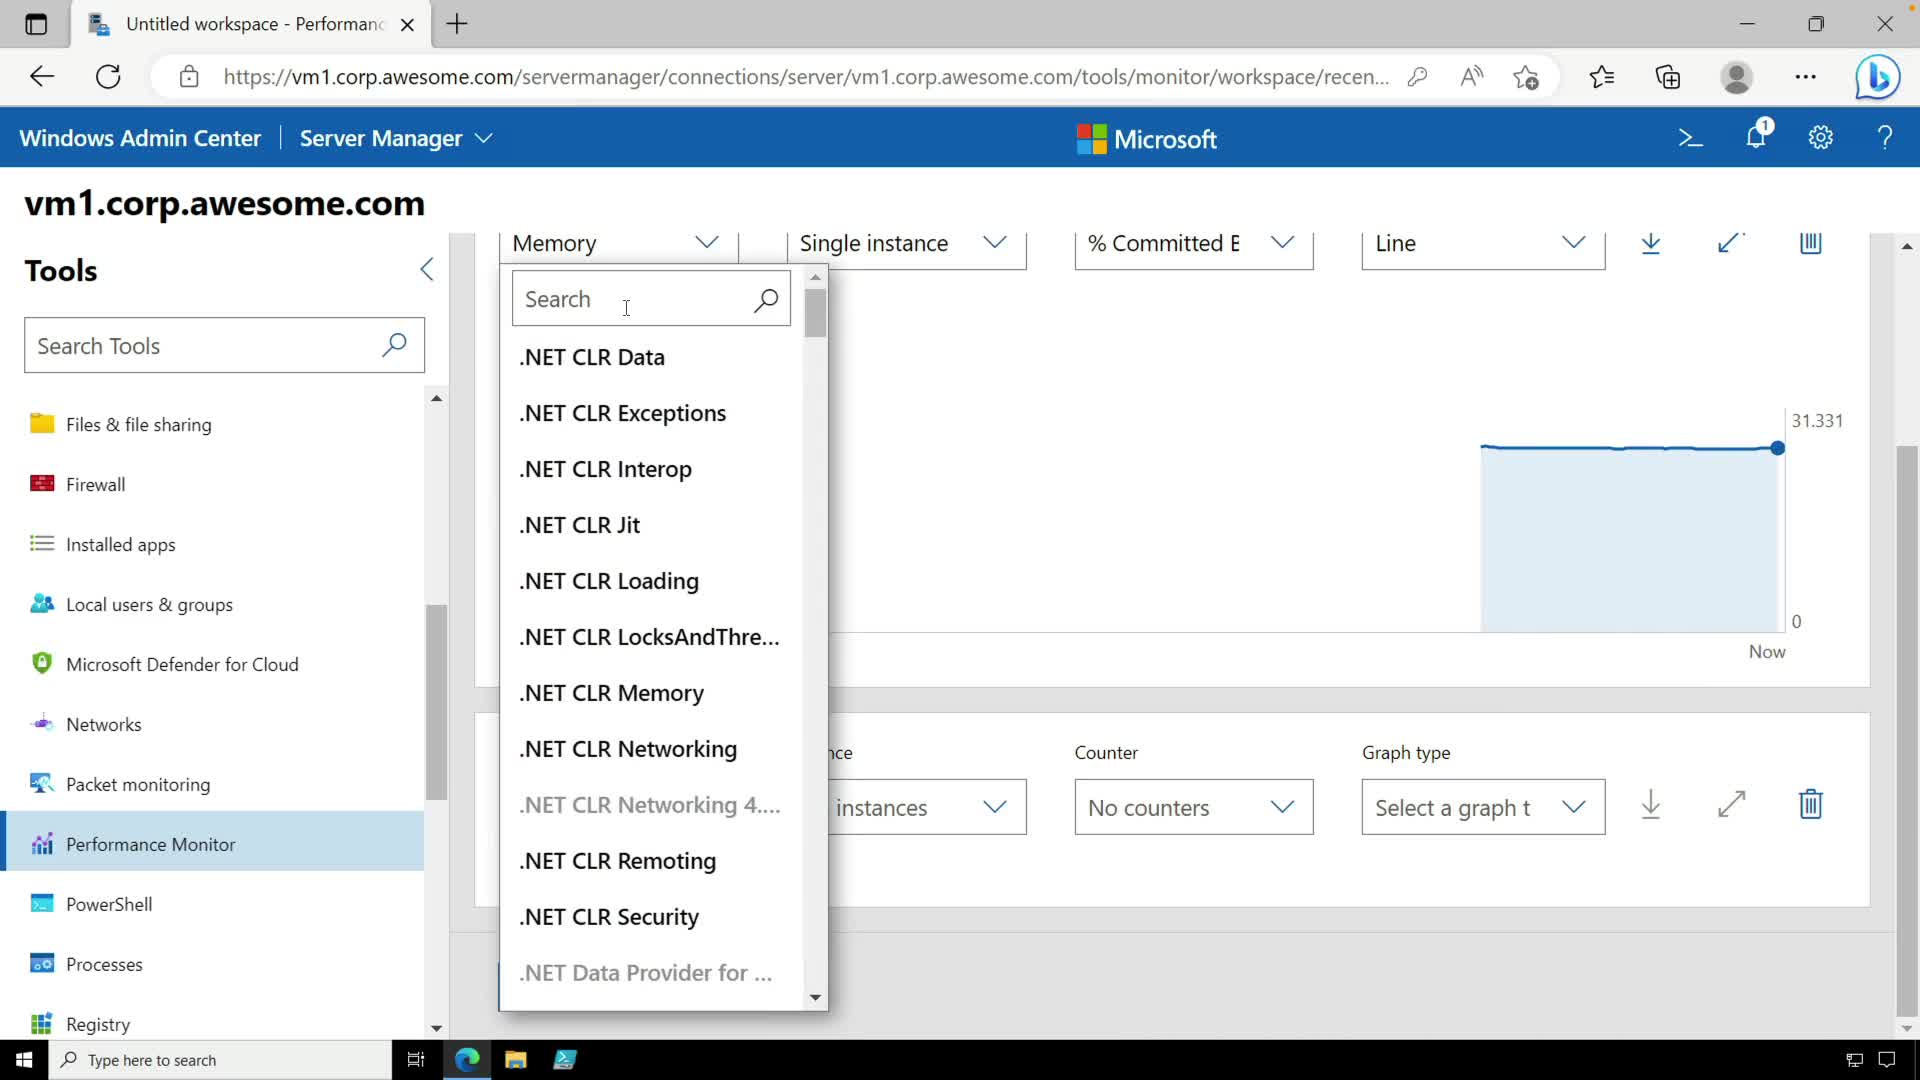 Untitled workspace - Performanc
https://vm1.corp.awesome.com/servermanager/connections/server/vm1.corp.awesome.com/tools/monitor/workspace/recen...
Windows Admin Center
Server Manager
Microsoft
1
vm1.corp.awesome.com
Tools
Search Tools
Files & file sharing
Firewall
Installed apps
Local users & groups
Microsoft Defender for Cloud
Networks
Packet monitoring
Performance Monitor
PowerShell
Processes
Registry
Memory
Single instance
% Committed B
Line
Search
.NET CLR Data
.NET CLR Exceptions
.NET CLR Interop
.NET CLR Jit
.NET CLR Loading
.NET CLR LocksAndThre...
.NET CLR Memory
.NET CLR Networking
.NET CLR Networking 4....
.NET CLR Remoting
.NET CLR Security
.NET Data Provider for ...
31.331
0
Now
nce
Counter
Graph type
instances
No counters
Select a graph t
Type here to search